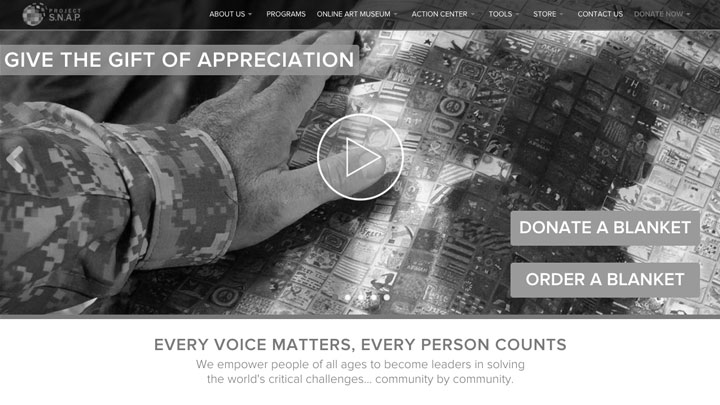 PROJECT
S.N.A.P.
ABOUT US PROGRAMS ONLINE ART MUSEUM ACTION CENTER TOOLS STORE CONTACT US DONATE NOW
GIVE THE GIFT OF APPRECIATION
DONATE A BLANKET
ORDER A BLANKET
EVERY VOICE MATTERS, EVERY PERSON COUNTS
We empower people of all ages to become leaders in solving
the world's critical challenges... community by community.